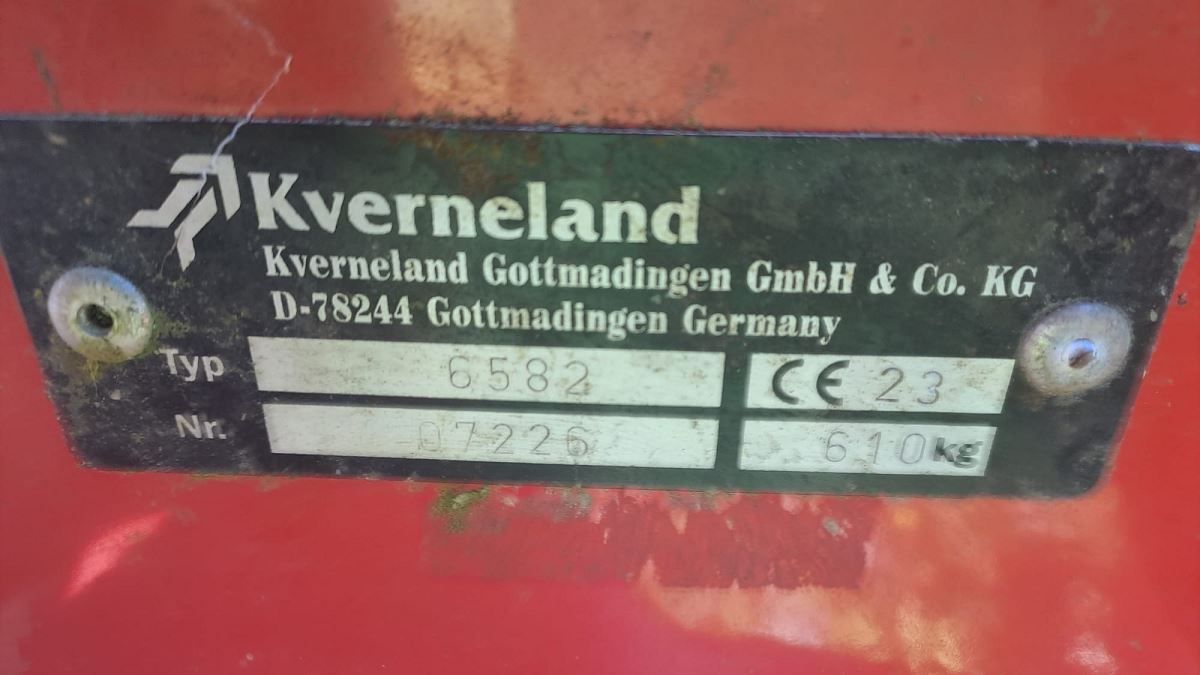 Kverneland
Kverneland Gottmadingen GmbH & Co. KG
D-78244 Gottmadingen Germany
Typ 6582 CE 23
Nr. 07226 610kg